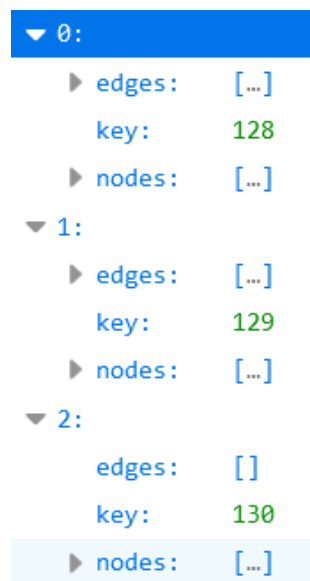 0:
edges: […]
key: 128
nodes: […]
1:
edges: […]
key: 129
nodes: […]
2:
edges: []
key: 130
nodes: […]